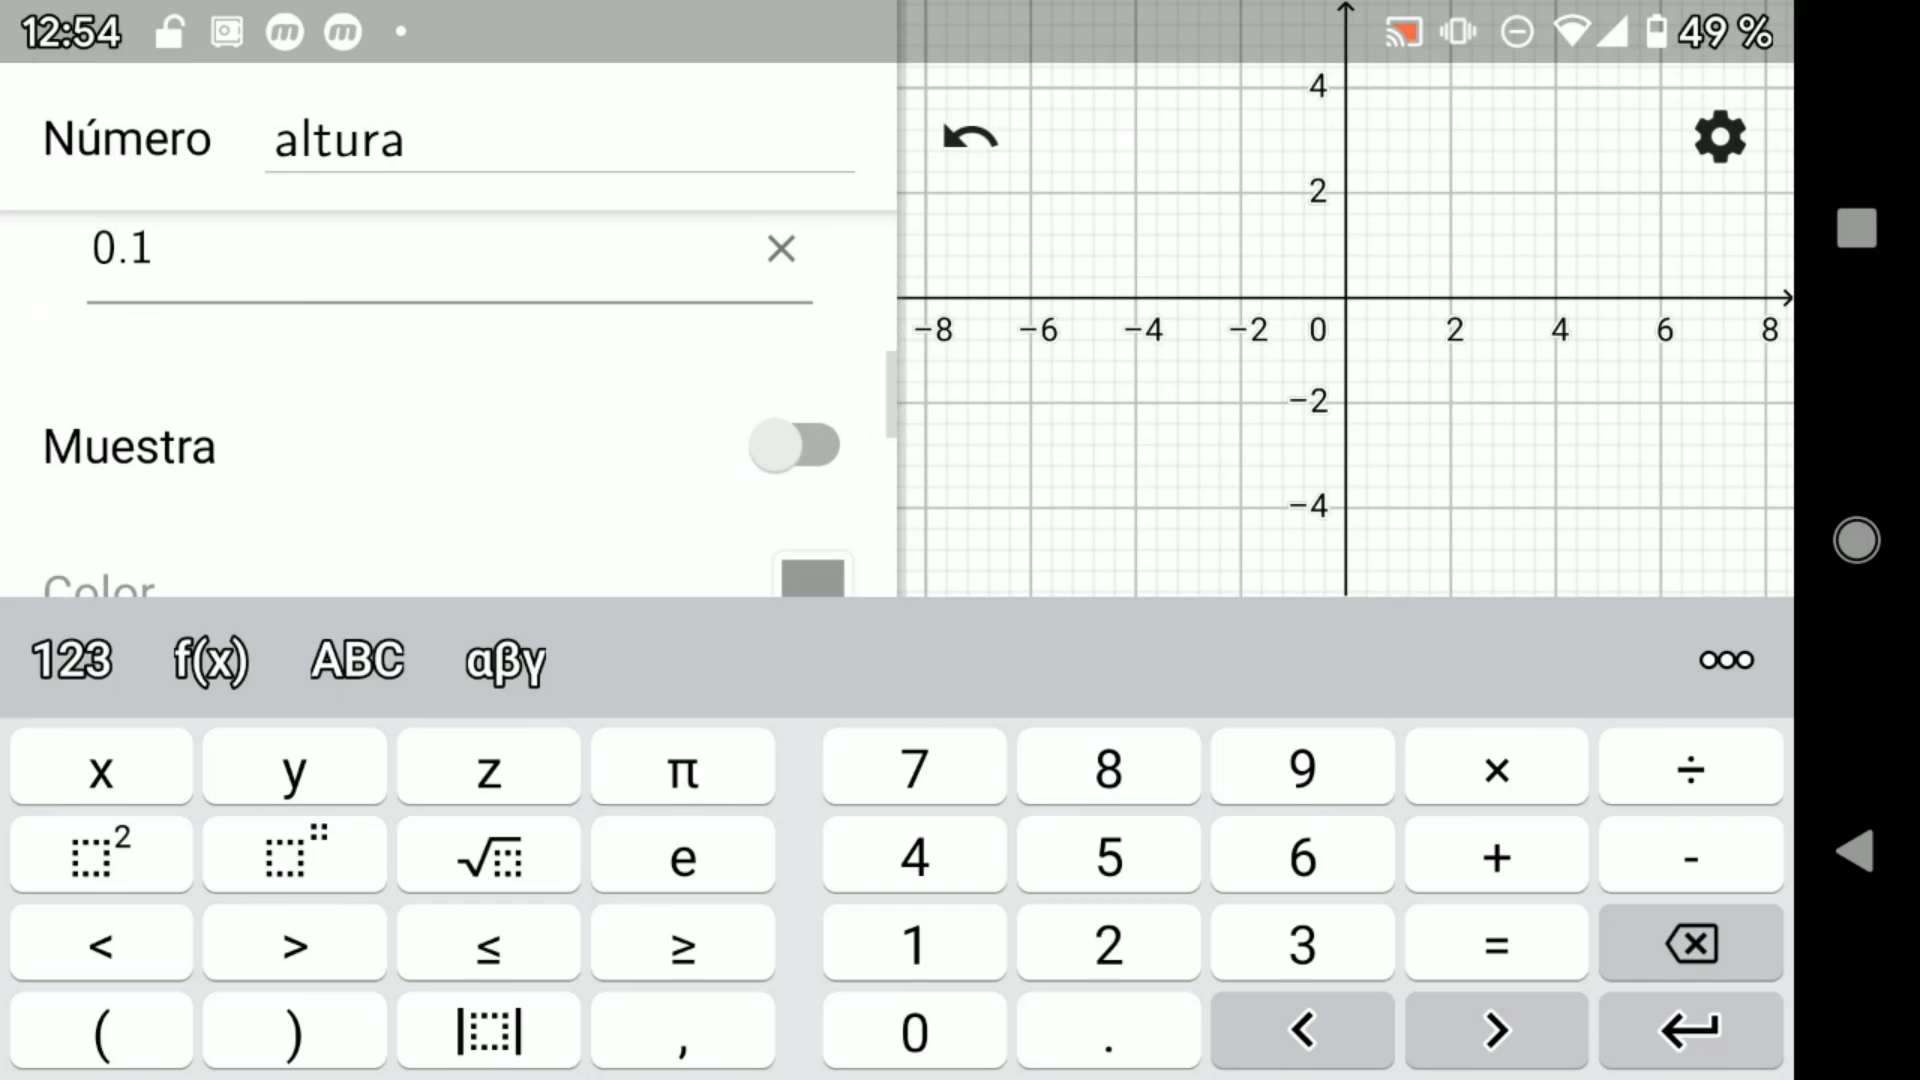 12:54 49 %
Número altura
0.1
Muestra
Color
4
2
−8 −6 −4 −2 0 2 4 6 8
−2
−4
123 f(x) ABC αβγ
x y z π 7 8 9 × ÷
2 √ e 4 5 6 + -
< > ≤ ≥ 1 2 3 =
( ) | | , 0 . < >